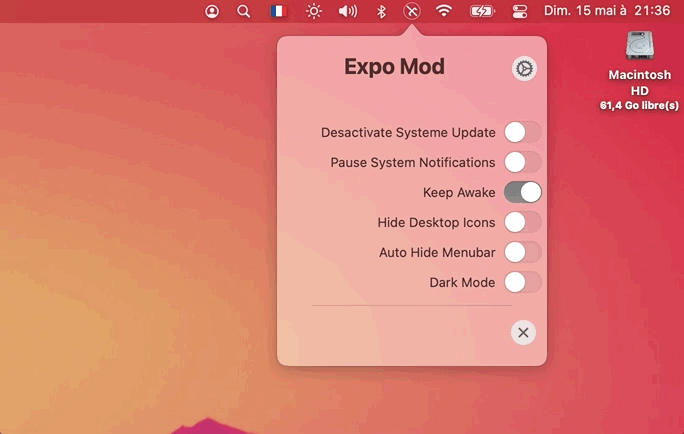 Dim. 15 mai à 21:36
Expo Mod
Macintosh
HD
61,4 Go libre(s)
Desactivate Systeme Update
Pause System Notifications
Keep Awake
Hide Desktop Icons
Auto Hide Menubar
Dark Mode